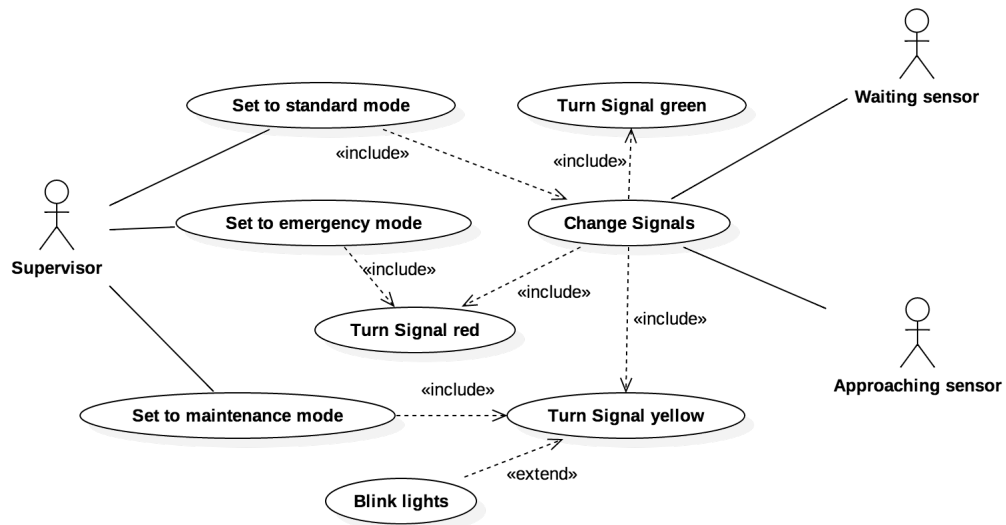 Set to standard mode
Turn Signal green
Waiting sensor
«include»
«include»
Set to emergency mode
Change Signals
Supervisor
«include»
«include»
«include»
Turn Signal red
Approaching sensor
«include»
Set to maintenance mode
Turn Signal yellow
«extend»
Blink lights